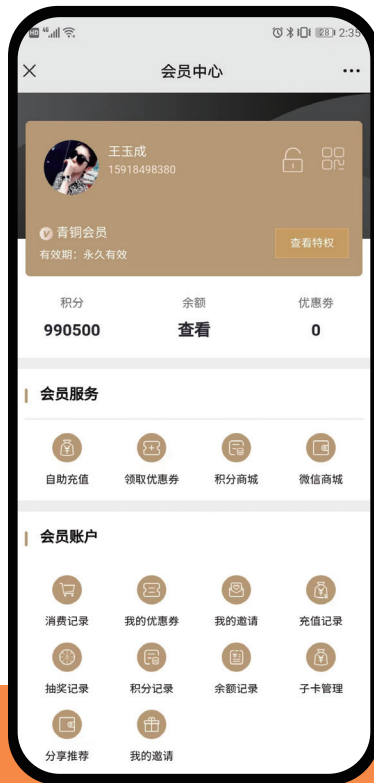 HD 4G 28 2:35
会员中心
王玉成
15918498380
青铜会员
有效期：永久有效
查看特权
积分 余额 优惠券
990500 查看 0
会员服务
自助充值 领取优惠券 积分商城 微信商城
会员账户
消费记录 我的优惠券 我的邀请 充值记录
抽奖记录 积分记录 余额记录 子卡管理
分享推荐 我的邀请